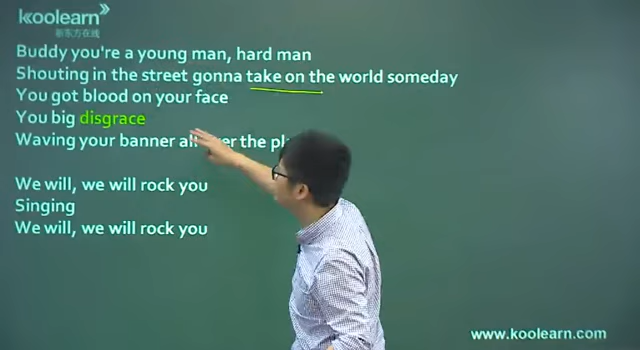 koolearn
新东方在线
Buddy you're a young man, hard man
Shouting in the street gonna take on the world someday
You got blood on your face
You big disgrace
Waving your banner all over the
We will, we will rock you
Singing
We will, we will rock you
www.koolearn.com